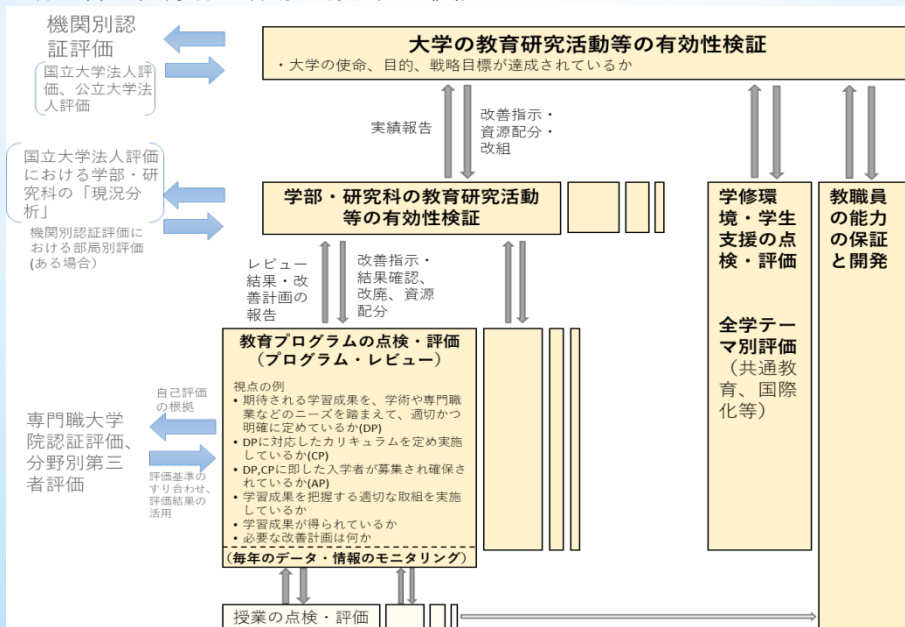 機関別認
証評価
国立大学法人評
価、公立大学法
人評価
大学の教育研究活動等の有効性検証
・大学の使命、目的、戦略目標が達成されているか
実績報告
改善指示・
資源配分・
改組
国立大学法人評価
における学部・研
究科の「現況分
析」
機関別認証評価に
おける部局別評価
(ある場合)
学部・研究科の教育研究活動
等の有効性検証
学修環
境・学生
支援の点
検・評価
全学テー
マ別評価
（共通教
育、国際
化等）
教職員
の能力
の保証
と開発
レビュー
結果・改
善計画の
報告
改善指示・
結果確認、
改廃、資源
配分
教育プログラムの点検・評価
（プログラム・レビュー）
視点の例
• 期待される学習成果を、学術や専門職
業などのニーズを踏まえて、適切かつ
明確に定めているか(DP)
• DPに対応したカリキュラムを定め実施
しているか(CP)
• DP,CPに即した入学者が募集され確保さ
れているか(AP)
• 学習成果を把握する適切な取組を実施
しているか
• 学習成果が得られているか
• 必要な改善計画は何か
（毎年のデータ・情報のモニタリング）
専門職大学
院認証評価、
分野別第三
者評価
自己評価
の根拠
評価基準の
すり合わせ、
評価結果の
活用
授業の点検・評価